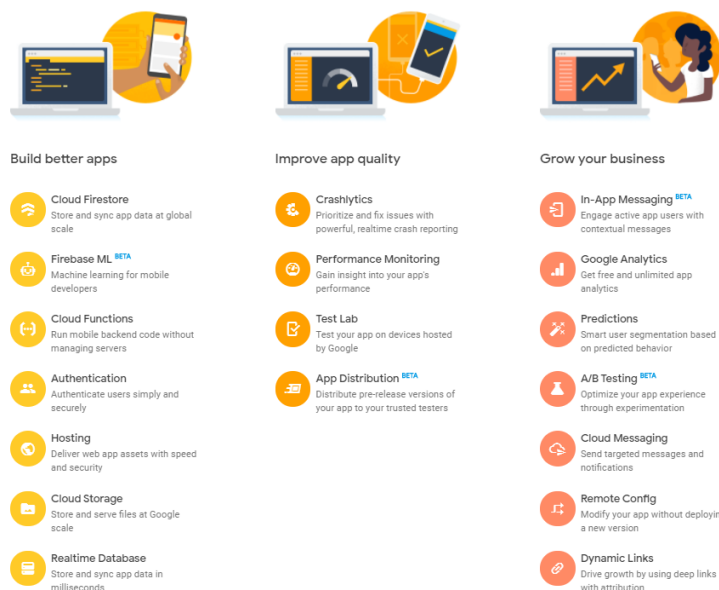 Build better apps
Cloud Firestore
Store and sync app data at global
scale
Firebase ML BETA
Machine learning for mobile
developers
Cloud Functions
Run mobile backend code without
managing servers
Authentication
Authenticate users simply and
securely
Hosting
Deliver web app assets with speed
and security
Cloud Storage
Store and serve files at Google
scale
Realtime Database
Store and sync app data in
milliseconds
Improve app quality
Crashlytics
Prioritize and fix issues with
powerful, realtime crash reporting
Performance Monitoring
Gain insight into your app's
performance
Test Lab
Test your app on devices hosted
by Google
App Distribution BETA
Distribute pre-release versions of
your app to your trusted testers
Grow your business
In-App Messaging BETA
Engage active app users with
contextual messages
Google Analytics
Get free and unlimited app
analytics
Predictions
Smart user segmentation based
on predicted behavior
A/B Testing BETA
Optimize your app experience
through experimentation
Cloud Messaging
Send targeted messages and
notifications
Remote Config
Modify your app without deployin
a new version
Dynamic Links
Drive growth by using deep links
with attribution